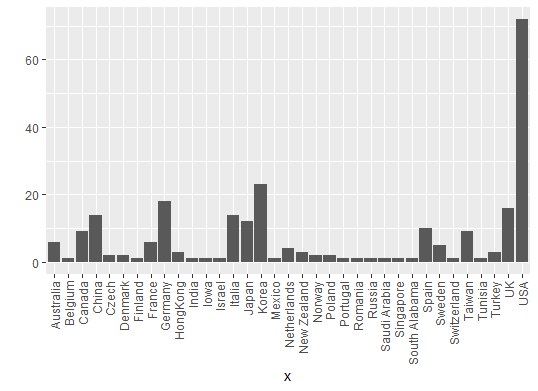 60
40
20
0
Australia
Belgium
Canada
China
Czech
Denmark
Finland
France
Germany
HongKong
India
Iowa
Israel
Italia
Japan
Korea
Mexico
Netherlands
New Zealand
Norway
Poland
Portugal
Romania
Russia
Saudi Arabia
Singapore
South Alabama
Spain
Sweden
Switzerland
Taiwan
Tunisia
Turkey
UK
USA
x